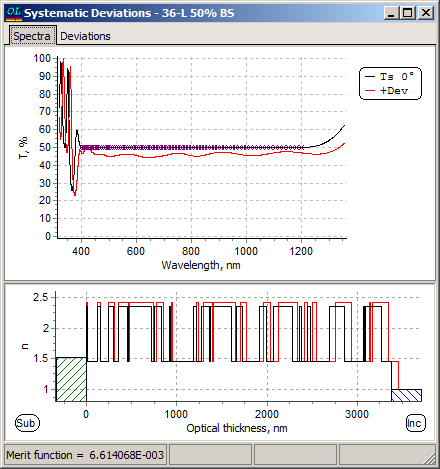 OL Systematic Deviations - 36-L 50% BS
Spectra Deviations
100
90
80
70
60
50
40
30
20
10
0
T, %
Ts 0°
+Dev
400 600 800 1000 1200
Wavelength, nm
2.5
2
1.5
1
n
0 1000 2000 3000
Sub Optical thickness, nm Inc
Merit function = 6.614068E-003